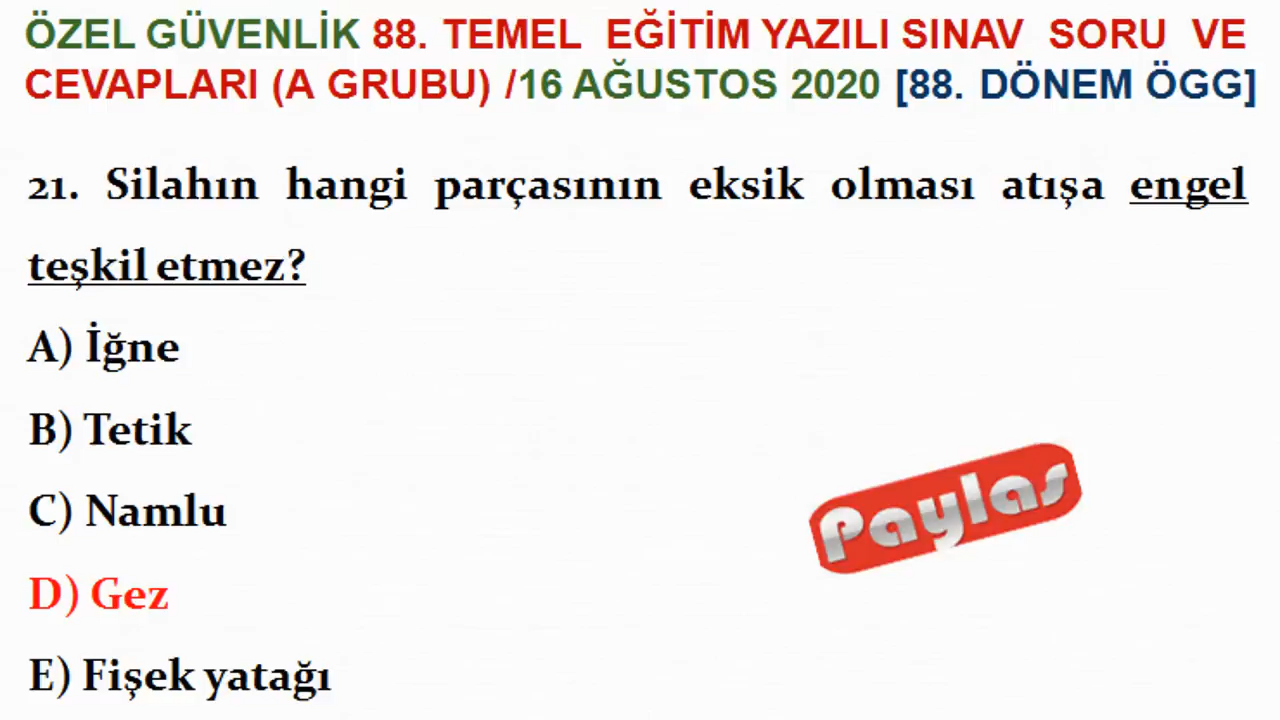 ÖZEL GÜVENLİK 88. TEMEL EĞİTİM YAZILI SINAV SORU VE
CEVAPLARI (A GRUBU) /16 AĞUSTOS 2020 [88. DÖNEM ÖGG]
21. Silahın hangi parçasının eksik olması atışa engel
teşkil etmez?
A) İğne
B) Tetik
C) Namlu
D) Gez
E) Fişek yatağı
Paylas